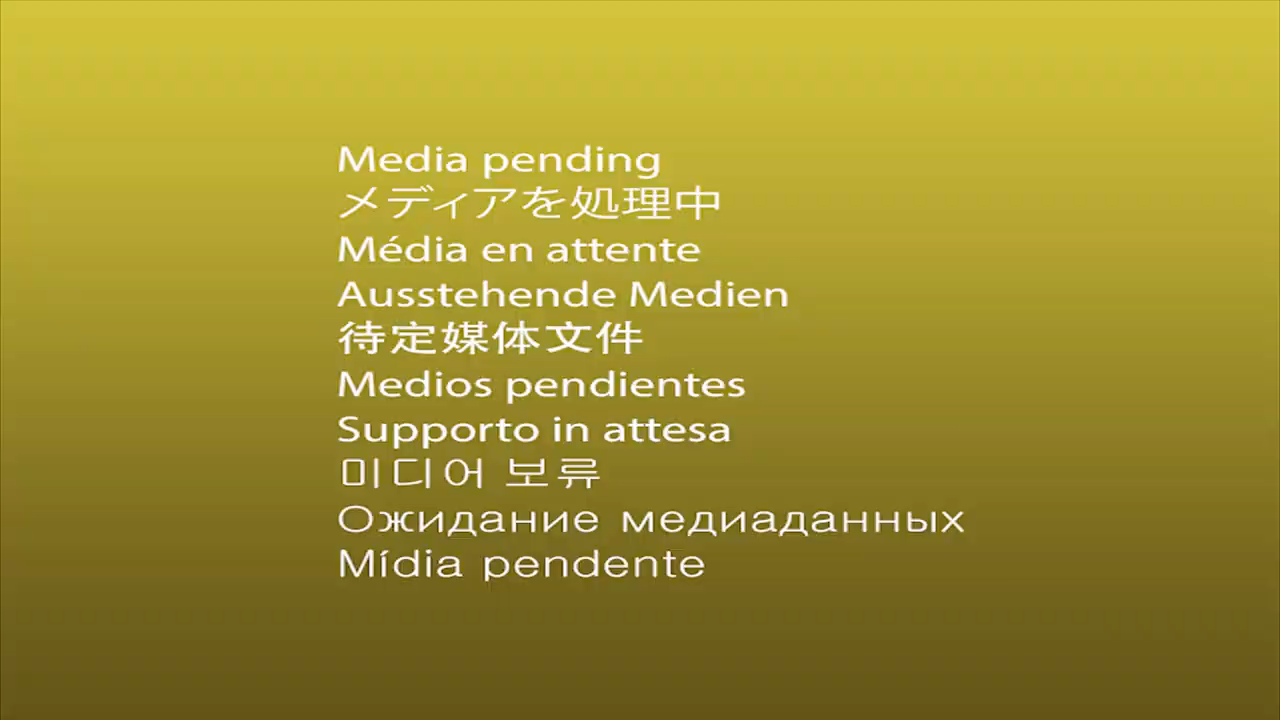 Media pending
メディアを処理中
Média en attente
Ausstehende Medien
待定媒体文件
Medios pendientes
Supporto in attesa
미디어 보류
Ожидание медиаданных
Mídia pendente